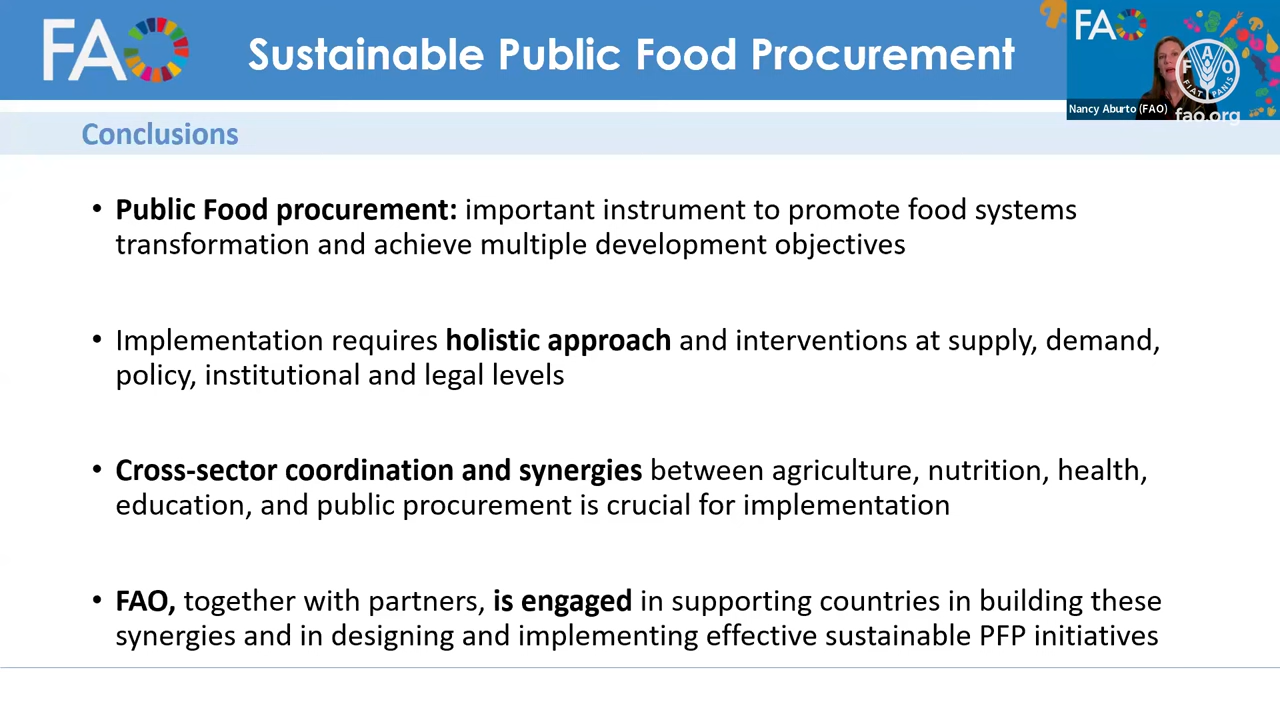 FAO
Sustainable Public Food Procurement
FAO
F A O
FIAT PANIS
Nancy Aburto (FAO)
fao.org
Conclusions
• Public Food procurement: important instrument to promote food systems
transformation and achieve multiple development objectives
• Implementation requires holistic approach and interventions at supply, demand,
policy, institutional and legal levels
• Cross-sector coordination and synergies between agriculture, nutrition, health,
education, and public procurement is crucial for implementation
• FAO, together with partners, is engaged in supporting countries in building these
synergies and in designing and implementing effective sustainable PFP initiatives